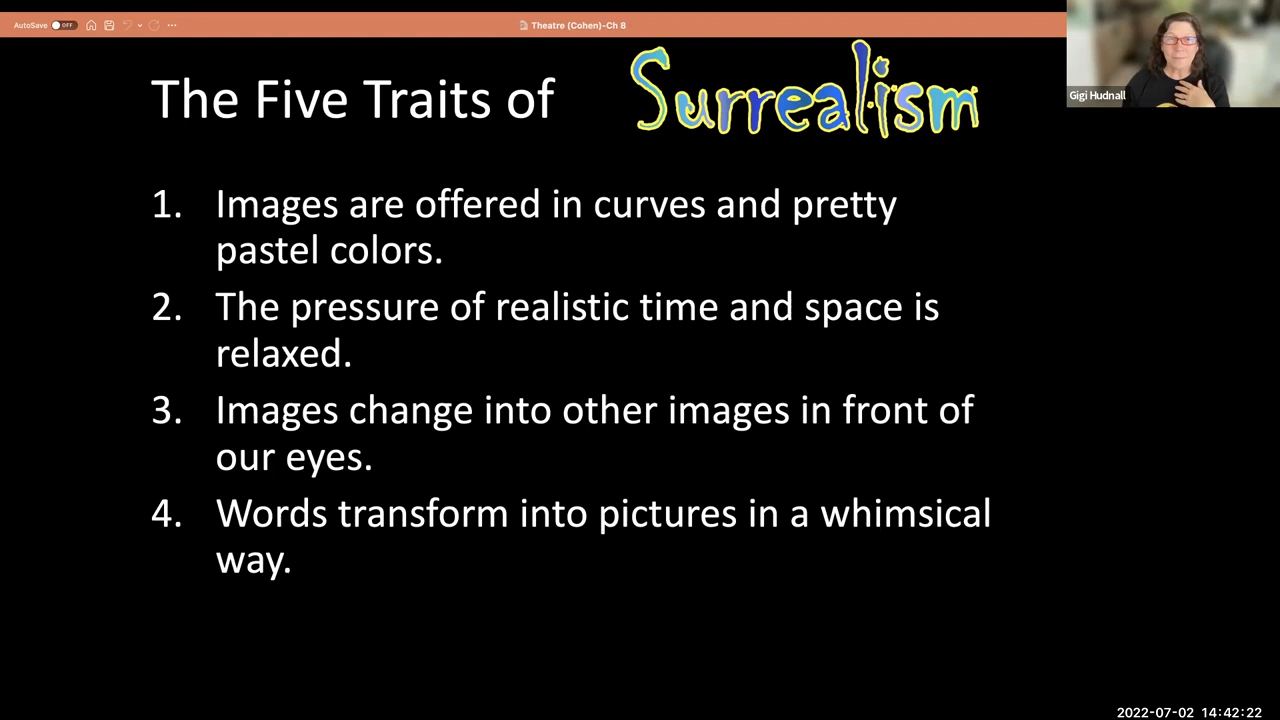 AutoSave OFF
Theatre (Cohen)-Ch 8
Gigi Hudnall
The Five Traits of Surrealism
1. Images are offered in curves and pretty
pastel colors.
2. The pressure of realistic time and space is
relaxed.
3. Images change into other images in front of
our eyes.
4. Words transform into pictures in a whimsical
way.
2022-07-02 14:42:22